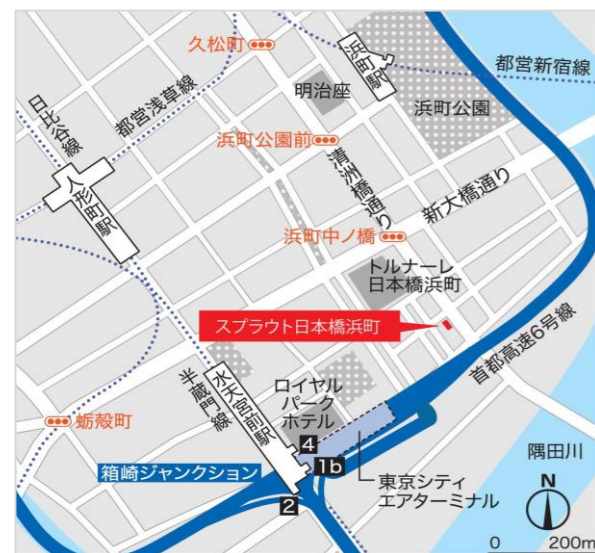 久松町
浜町駅
都営新宿線
明治座
浜町公園
日比谷線
都営浅草線
浜町公園前
清洲橋通り
新大橋通り
人形町駅
浜町中ノ橋
トルナーレ
日本橋浜町
スプラウト日本橋浜町
首都高速6号線
半蔵門線
水天宮前駅
ロイヤル
パーク
ホテル
蛎殻町
4
箱崎ジャンクション
1b
2
東京シティ
エアターミナル
隅田川
N
0 200m